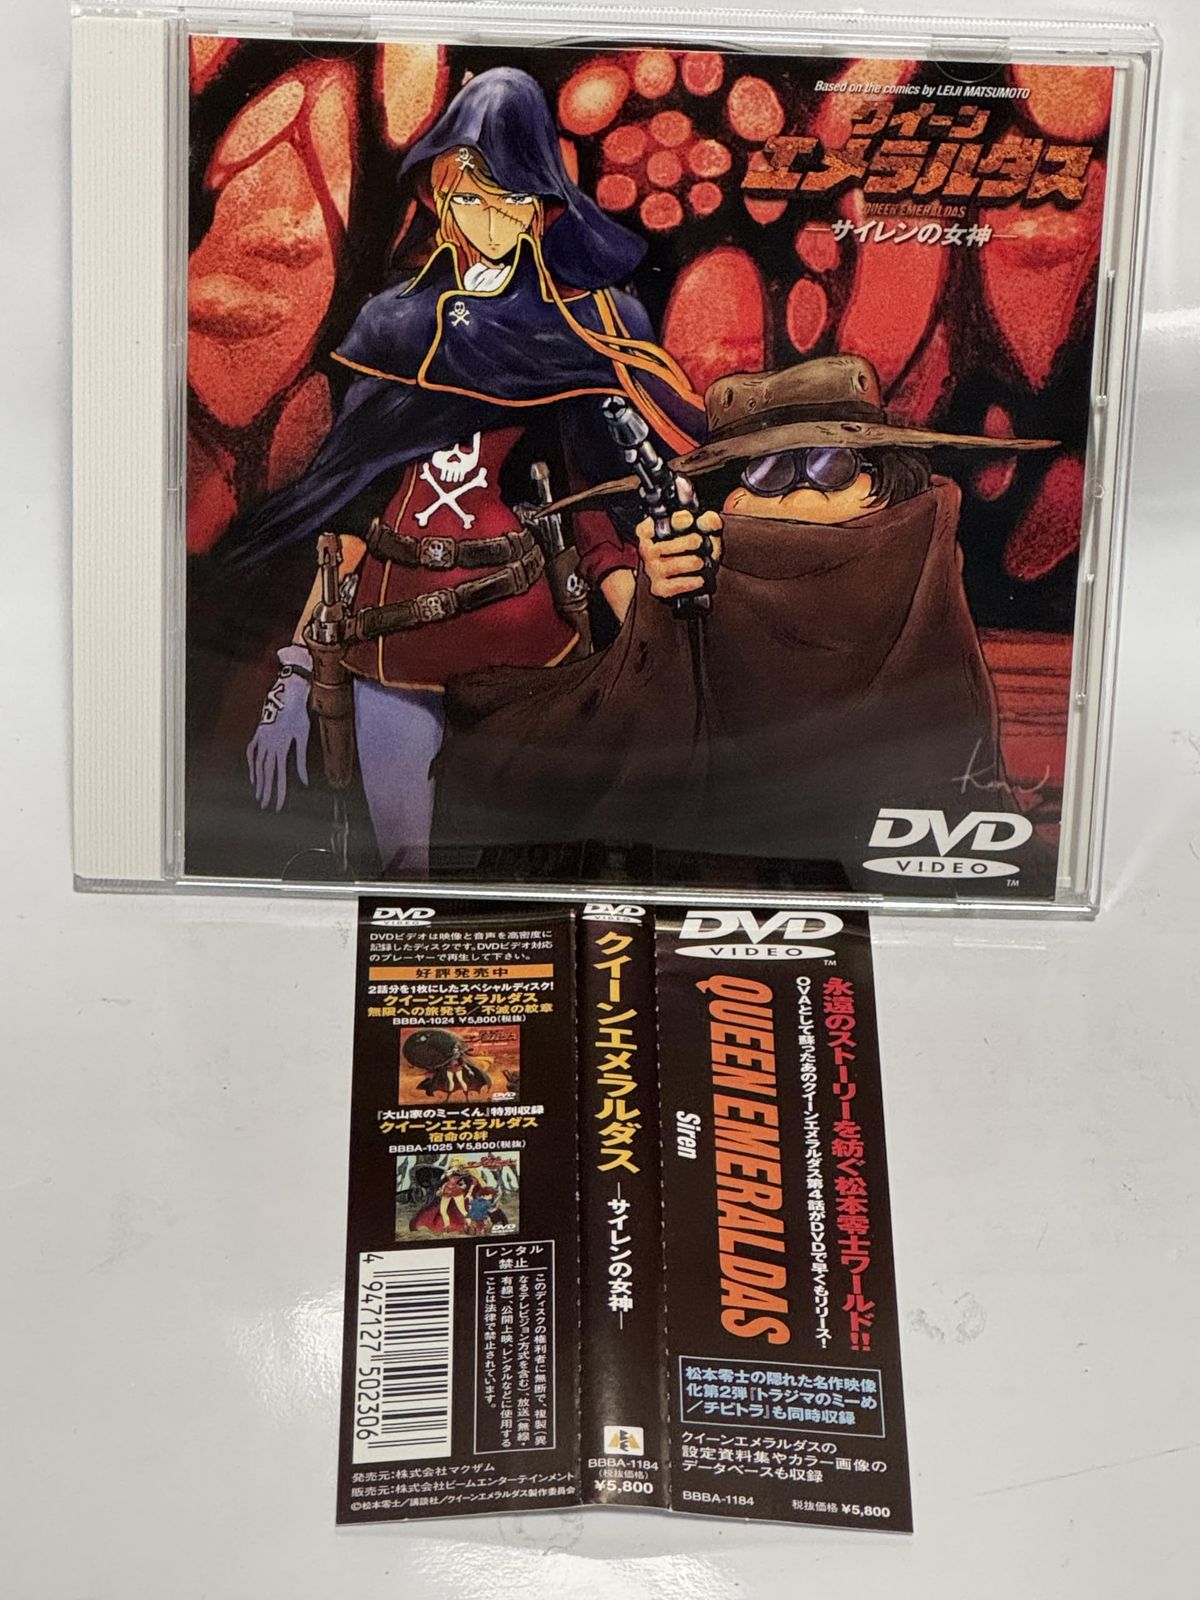 Based on the comics by LEIJI MATSUMOTO
クイーン
エメラルダス
QUEEN EMERALDAS
―サイレンの女神―
DVD
VIDEO
TM
DVD
VIDEO
DVDビデオは映像と音声を高密度に
記録したディスクです。DVDビデオ対応
のプレーヤーで再生して下さい。
好評発売中
2話分を1枚にしたスペシャルディスク!
クイーンエメラルダス
無限への旅発ち/不滅の紋章
BBBA-1024 ¥5,800(税抜)
DVD
『大山家のミーくん』特別収録
クイーンエメラルダス
宿命の絆
BBBA-1025 ¥5,800(税抜)
DVD
4 947127 502306
レンタル
禁止
このディスクの権利者に無断で、複製(異
なるテレビジョン方式を含む)、放送(無線・
有線)、公開上映、レンタルなどに使用する
ことは法律で禁止されています。
発売元:株式会社マクザム
販売元:株式会社ビームエンターテインメント
©松本零士/講談社/クイーンエメラルダス製作委員会
DVD
VIDEO
クイーンエメラルダス
―サイレンの女神―
BBBA-1184
(税抜価格)
¥5,800
DVD
VIDEO
TM
永遠のストーリーを紡ぐ松本零士ワールド!!
OVAとして蘇ったあのクイーンエメラルダス第4話がDVDで早くもリリース!
QUEEN EMERALDAS
Siren
松本零士の隠れた名作映像
化第2弾『トラジマのミーめ
/チビトラ』も同時収録
クイーンエメラルダスの
設定資料集やカラー画像の
データベースも収録
BBBA-1184 税抜価格 ¥5,800